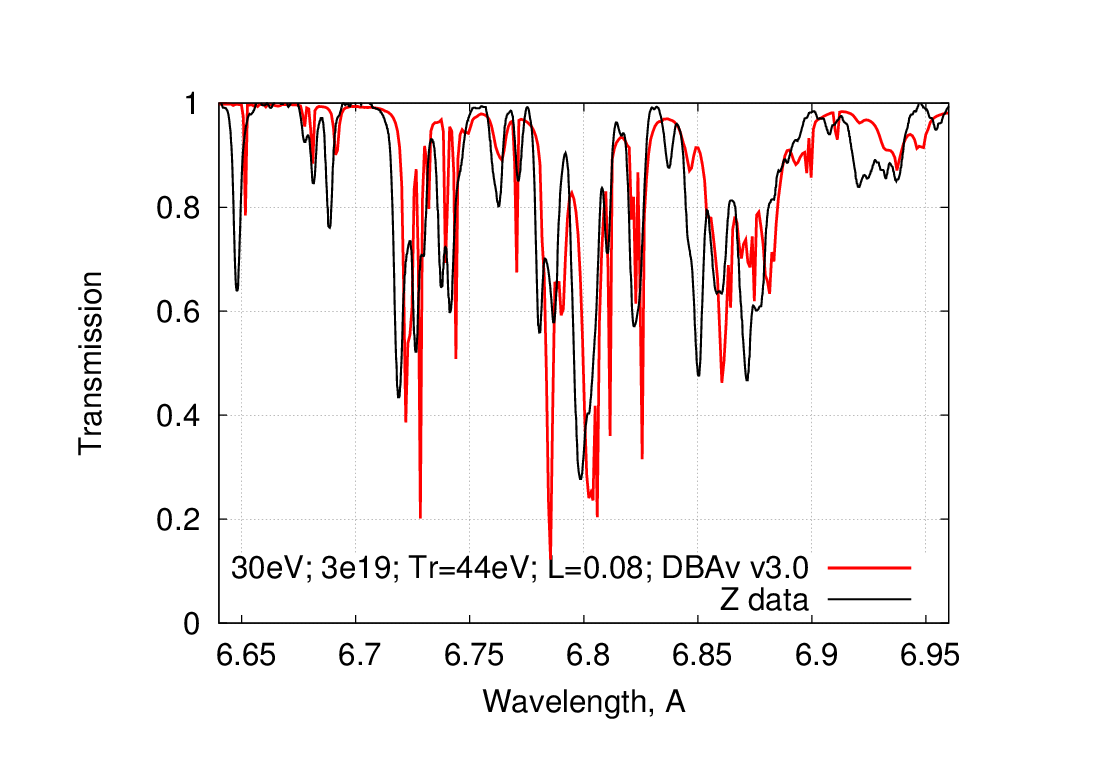 1
0.8
0.6
0.4
0.2
0
Transmission
30eV; 3e19; Tr=44eV; L=0.08; DBAv v3.0
Z data
6.65 6.7 6.75 6.8 6.85 6.9 6.95
Wavelength, A